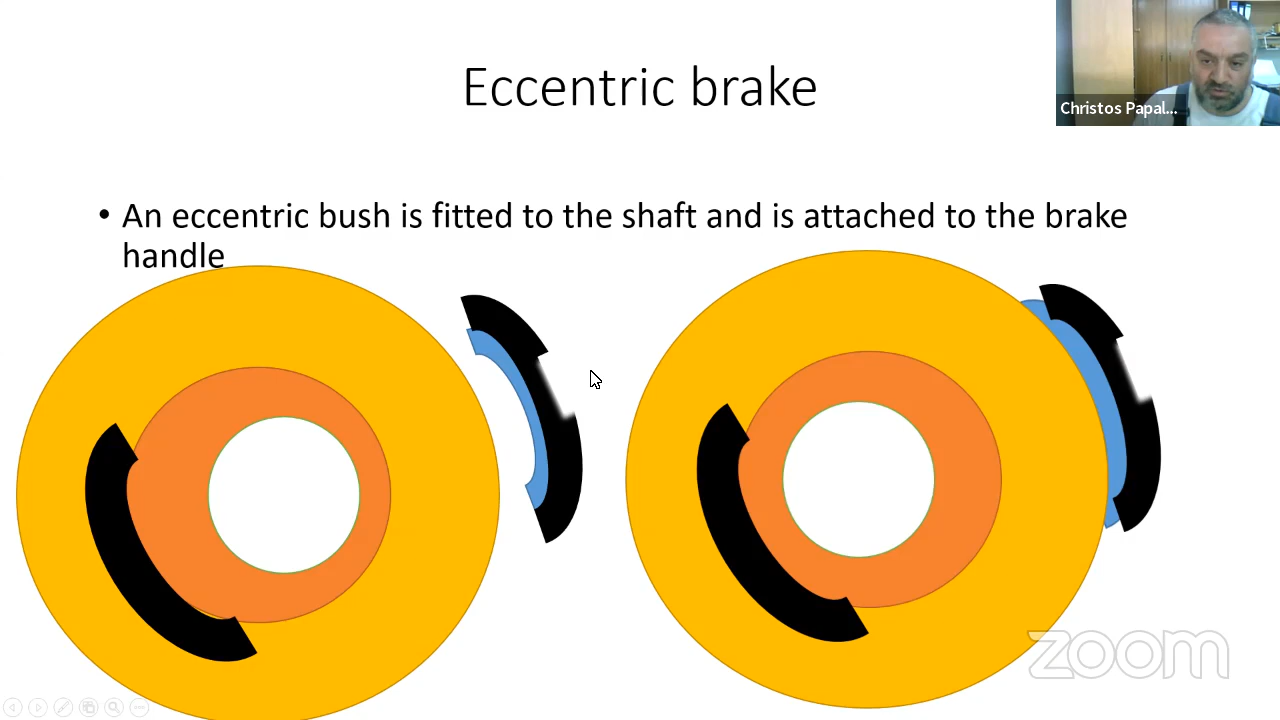 Eccentric brake
Christos Papal...
• An eccentric bush is fitted to the shaft and is attached to the brake
handle
zoom